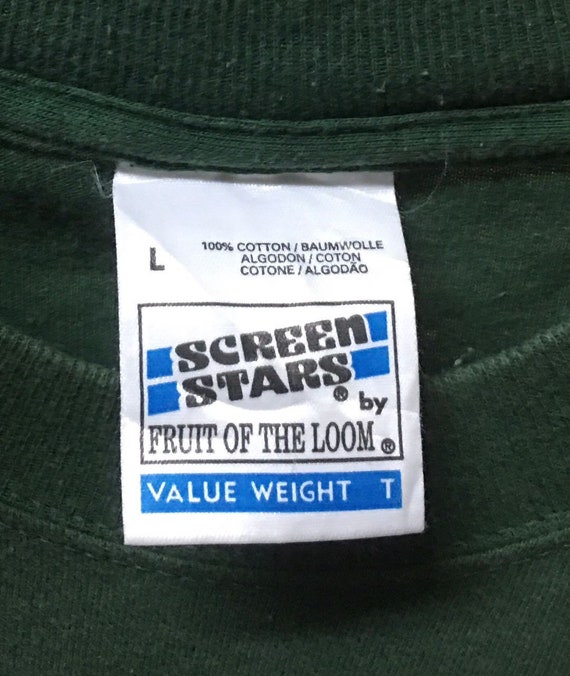 L
100% COTTON / BAUMWOLLE
ALGODON / COTON
COTONE / ALGODÃO
SCREEN
STARS®
by
FRUIT OF THE LOOM®
VALUE WEIGHT T